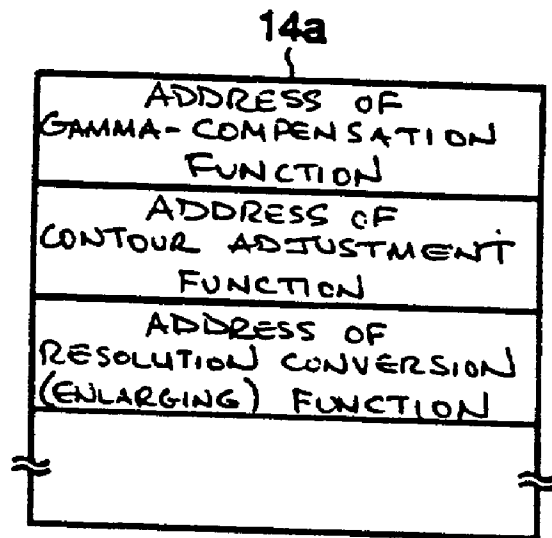 14a
ADDRESS OF
GAMMA-COMPENSATION
FUNCTION
ADDRESS OF
CONTOUR ADJUSTMENT
FUNCTION
ADDRESS OF
RESOLUTION CONVERSION
(ENLARGING) FUNCTION